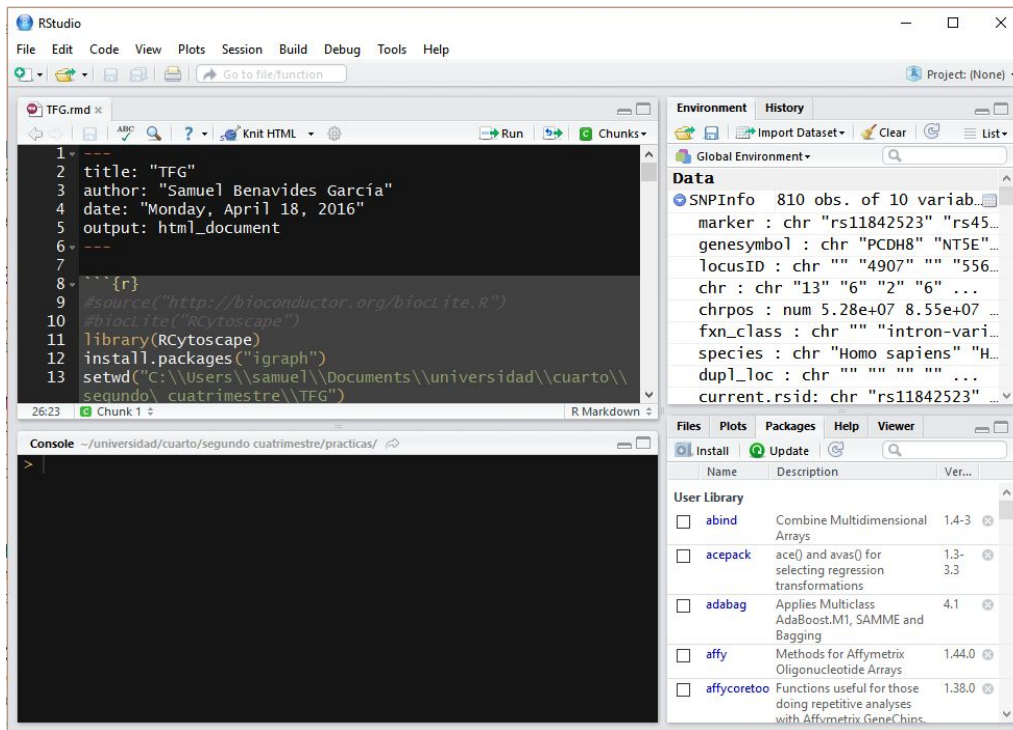 RStudio
File Edit Code View Plots Session Build Debug Tools Help
Go to file/function
Project: (None)
TFG.rmd
ABC ? Knit HTML Run Chunks
1 ---
2 title: "TFG"
3 author: "Samuel Benavides García"
4 date: "Monday, April 18, 2016"
5 output: html_document
6 ---
7
8 ```{r}
9 #source("http://bioconductor.org/biocLite.R")
10 #biocLite("RCytoscape")
11 library(RCytoscape)
12 install.packages("igraph")
13 setwd("C:\\Users\\samuel\\Documents\\universidad\\cuarto\\
segundo\ cuatrimestre\\TFG")
26:23 C Chunk 1 R Markdown
Console ~/universidad/cuarto/segundo cuatrimestre/practicas/
>
Environment History
Import Dataset Clear List
Global Environment
Data
SNPInfo 810 obs. of 10 variab…
marker : chr "rs11842523" "rs45…
genesymbol : chr "PCDH8" "NT5E"…
locusID : chr "" "4907" "" "556…
chr : chr "13" "6" "2" "6" ...
chrpos : num 5.28e+07 8.55e+07 …
fxn_class : chr "" "intron-vari…
species : chr "Homo sapiens" "H…
dupl_loc : chr "" "" "" "" ...
current.rsid: chr "rs11842523" …
Files Plots Packages Help Viewer
Install Update
Name Description Ver...
User Library
abind Combine Multidimensional 1.4-3
Arrays
acepack ace() and avas() for 1.3-
selecting regression 3.3
transformations
adabag Applies Multiclass 4.1
AdaBoost.M1, SAMME and
Bagging
affy Methods for Affymetrix 1.44.0
Oligonucleotide Arrays
affycoretoo Functions useful for those 1.38.0
doing repetitive analyses
with Affymetrix GeneChips.